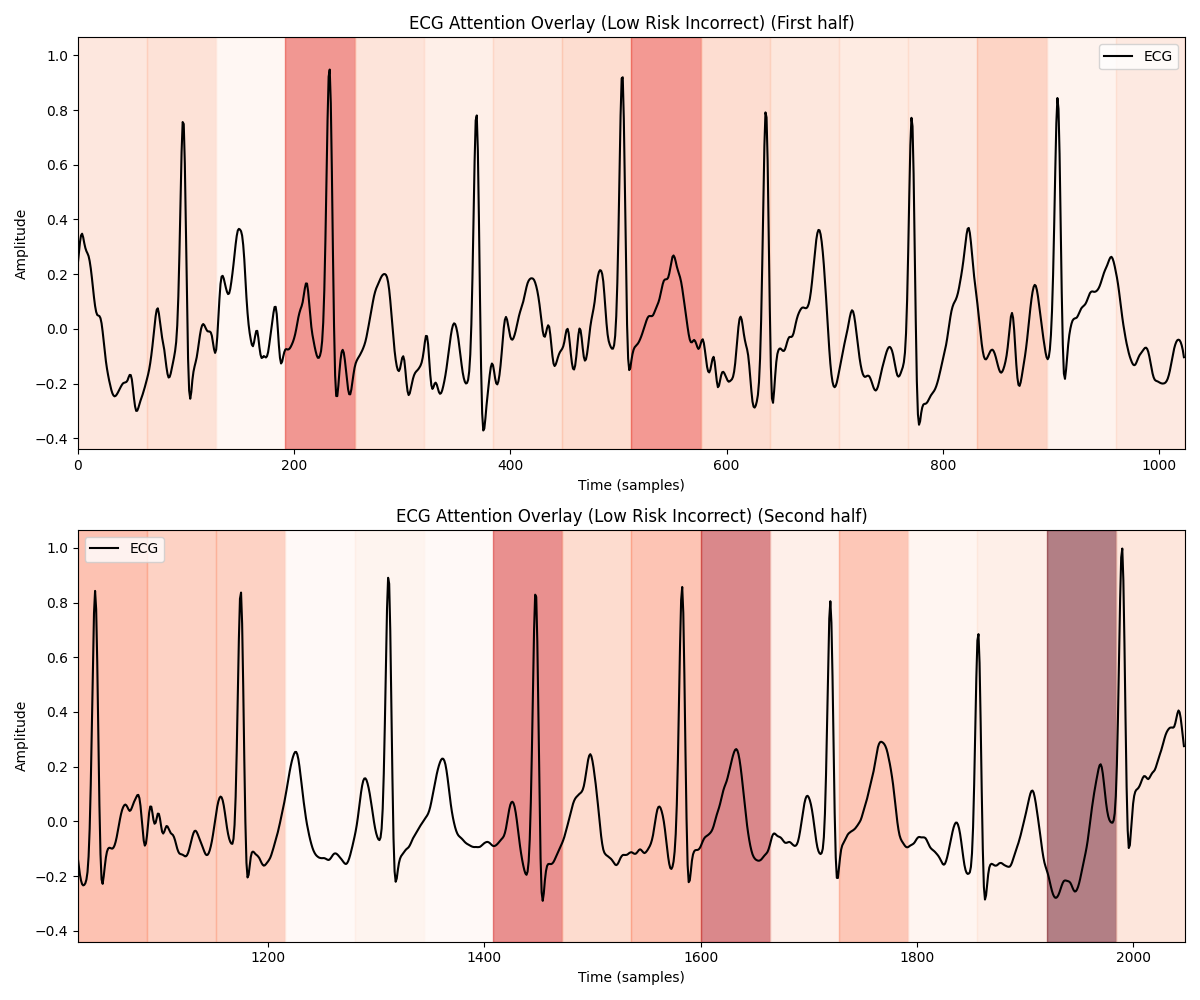 ECG Attention Overlay (Low Risk Incorrect) (First half)
1.0
0.8
0.6
0.4
0.2
0.0
−0.2
−0.4
Amplitude
ECG
0 200 400 600 800 1000
Time (samples)
ECG Attention Overlay (Low Risk Incorrect) (Second half)
1.0
0.8
0.6
0.4
0.2
0.0
−0.2
−0.4
Amplitude
ECG
1200 1400 1600 1800 2000
Time (samples)